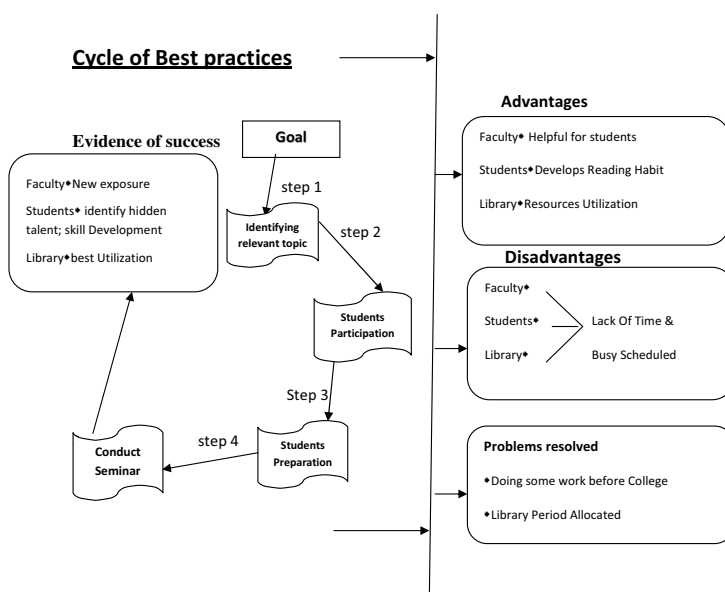 Cycle of Best practices
Evidence of success
Faculty◆New exposure
Students◆ identify hidden
talent; skill Development
Library◆best Utilization
Goal
step 1
Identifying
relevant topic
step 2
Students
Participation
Step 3
Students
Preparation
step 4
Conduct
Seminar
Advantages
Faculty◆ Helpful for students
Students◆Develops Reading Habit
Library◆Resources Utilization
Disadvantages
Faculty◆
Students◆
Library◆
Lack Of Time &
Busy Scheduled
Problems resolved
◆Doing some work before College
◆Library Period Allocated